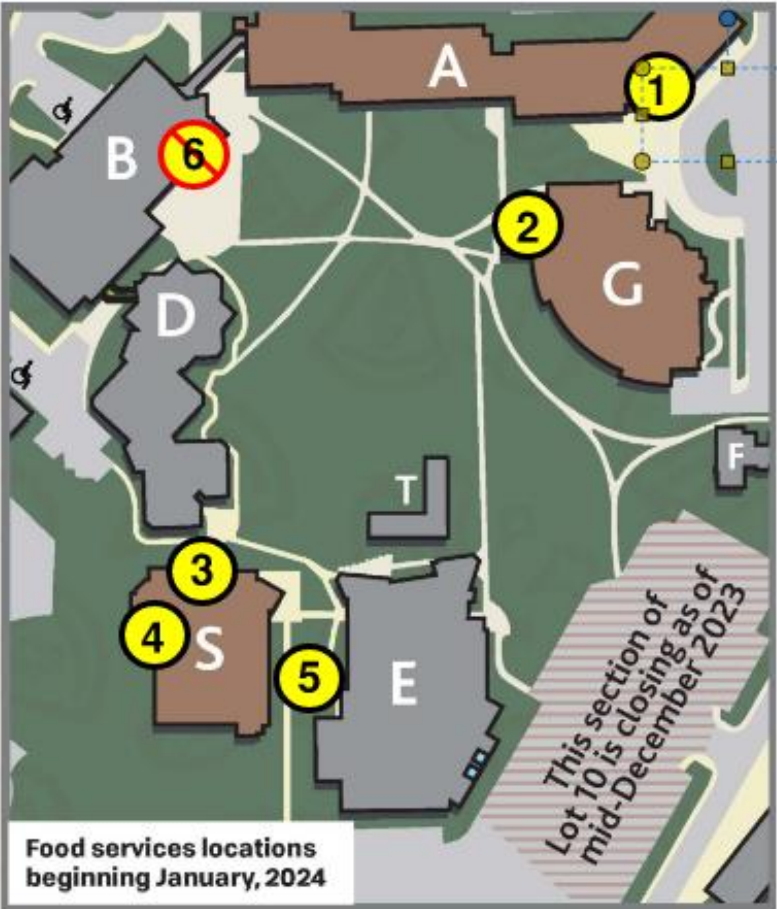 A
1
B
6
2
G
D
F
T
3
4
S
5
E
This section of
Lot 10 is closing as of
mid-December 2023
Food services locations
beginning January, 2024